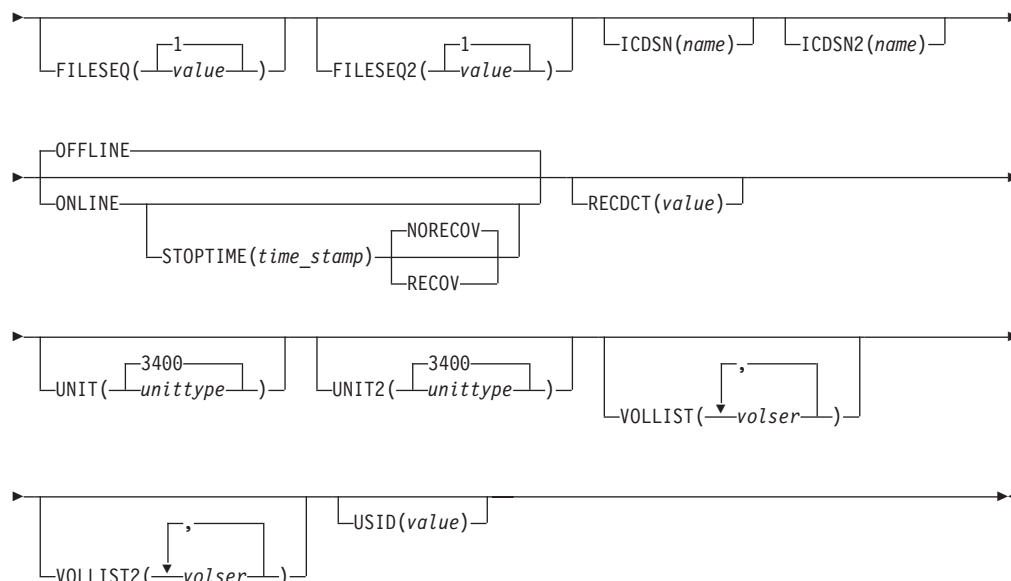 1 1 ICDSN(name) ICDSN2(name)
FILESEQ( value ) FILESEQ2( value )
OFFLINE
ONLINE RECDCT(value)
NORECOV
STOPTIME(time_stamp)
RECOV
3400 3400 ,
UNIT( unittype ) UNIT2( unittype )
VOLLIST( volser )
, USID(value)
VOLLIST2( volser )